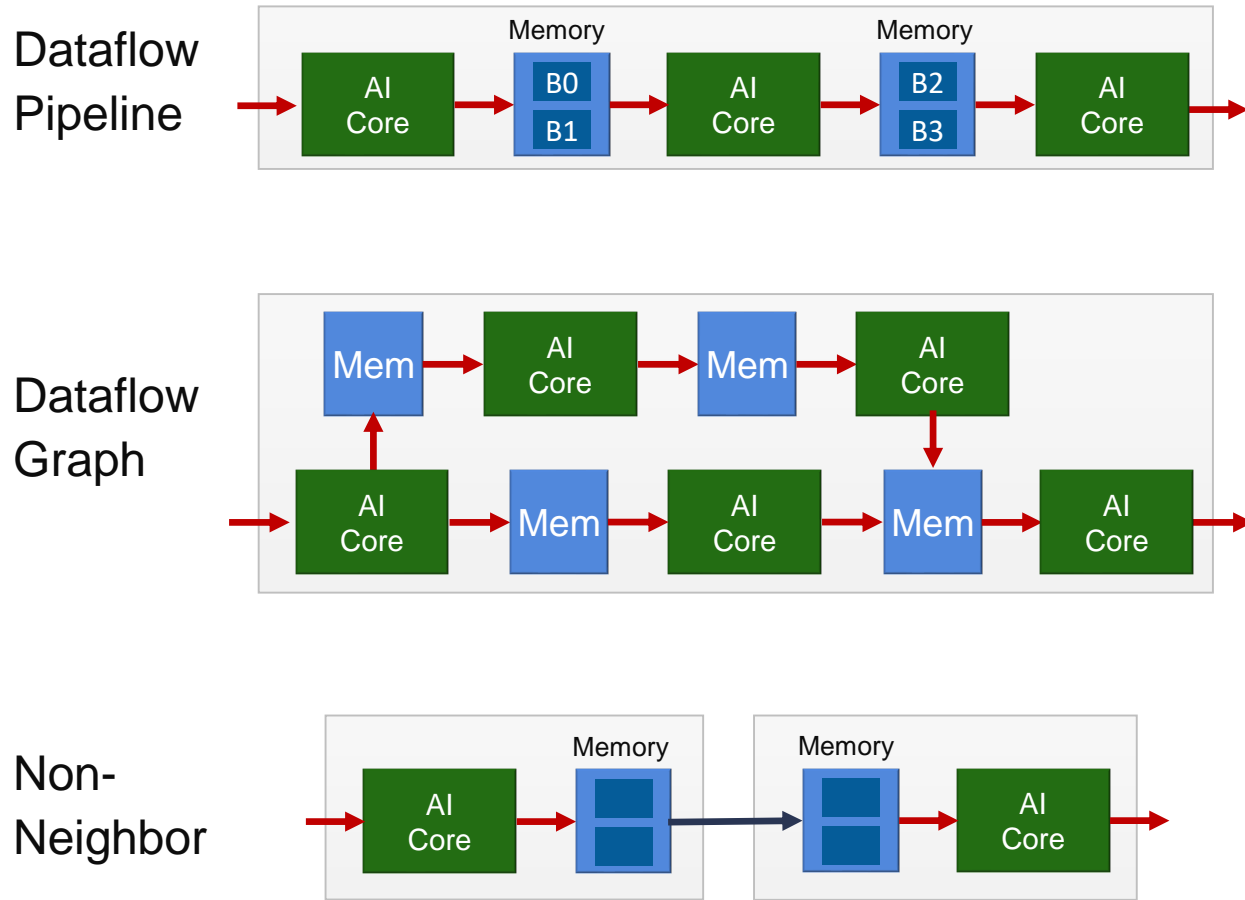 Dataflow
Pipeline
Memory
Memory
AI
Core
B0
B1
AI
Core
B2
B3
AI
Core
Dataflow
Graph
Mem
AI
Core
Mem
AI
Core
AI
Core
Mem
AI
Core
Mem
AI
Core
Non-
Neighbor
Memory
Memory
AI
Core
AI
Core